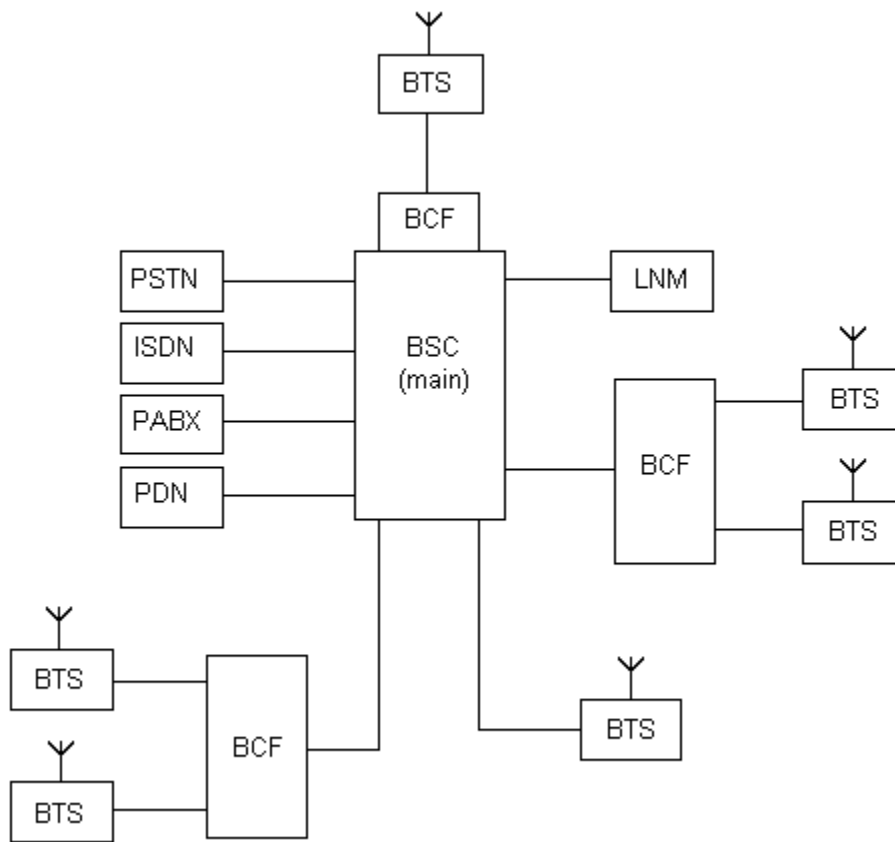 BTS
BCF
PSTN
LNM
ISDN
BSC
(main)
BTS
PABX
BCF
PDN
BTS
BTS
BTS
BCF
BTS